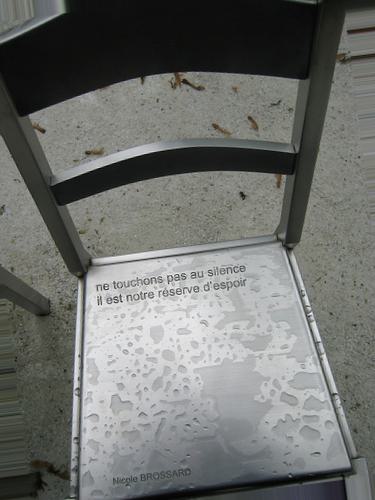 ne touchons pas au silence
il est notre réserve d'espoir
Nicole BROSSARD